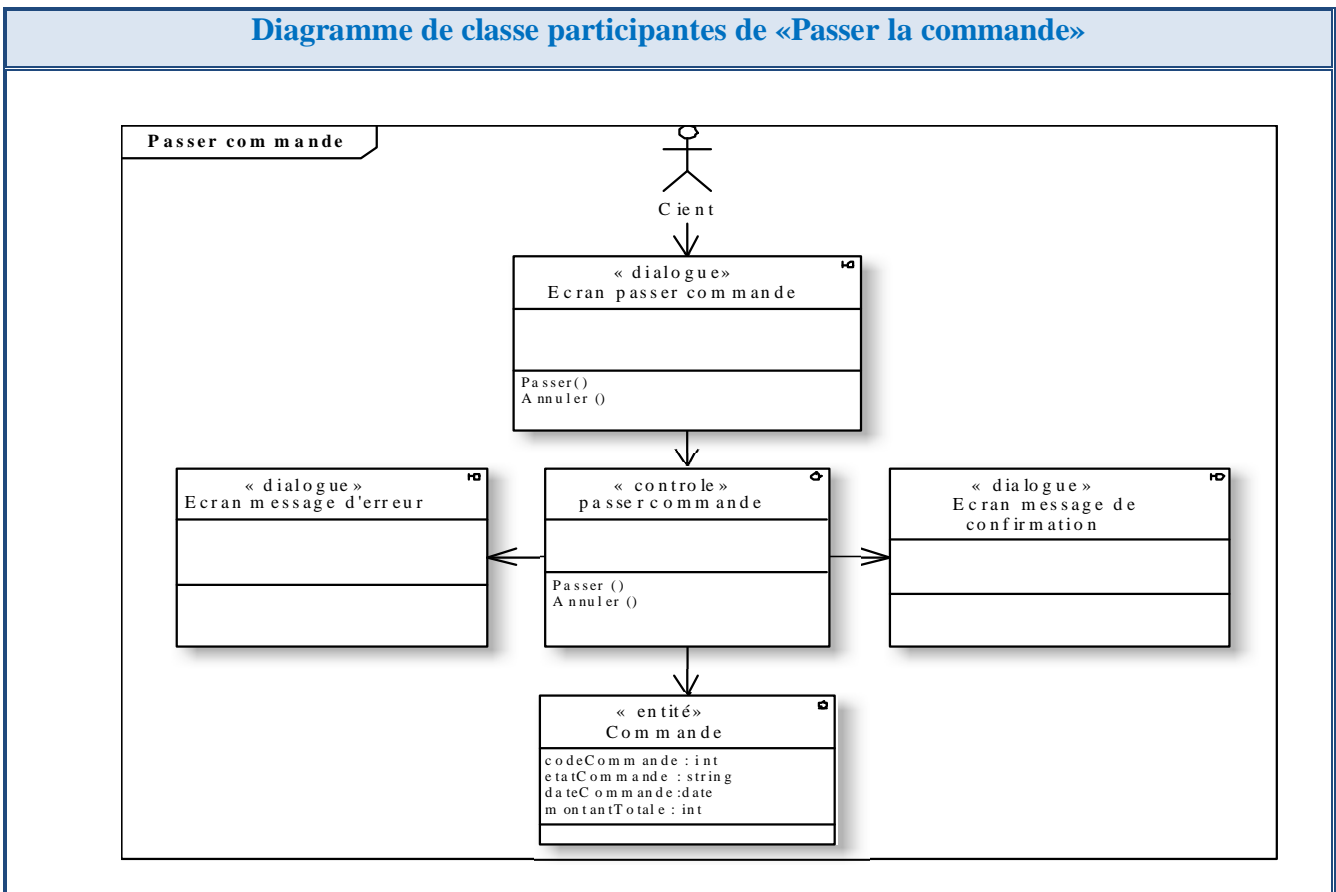 Diagramme de classe participantes de «Passer la commande»
Passer commande
Cient
« dialogue»
Ecran passer commande
Passer()
Annuler ()
« dialogue»
Ecran message d'erreur
« controle»
passer commande
Passer ()
Annuler ()
« dialogue»
Ecran message de
confirmation
« entité»
Commande
codeCommande : int
etatCommande : string
dateCommande :date
montantTotale : int